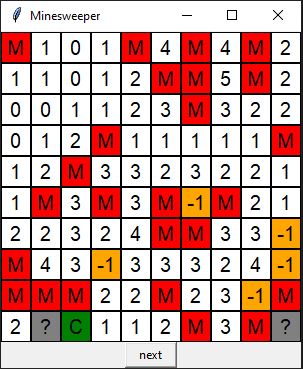 Minesweeper
M 1 0 1 M 4 M 4 M 2
1 1 0 1 2 M M 5 M 2
0 0 1 1 2 3 M 3 2 2
0 1 2 M 1 1 1 1 1 M
1 2 M 3 3 2 3 2 2 1
1 M 3 M 3 M -1 M 2 1
2 2 3 2 4 M M 3 3 -1
M 4 3 -1 3 3 3 2 4 -1
M M M 2 2 M 2 3 -1 M
2 ? C 1 1 2 M 3 M ?
next